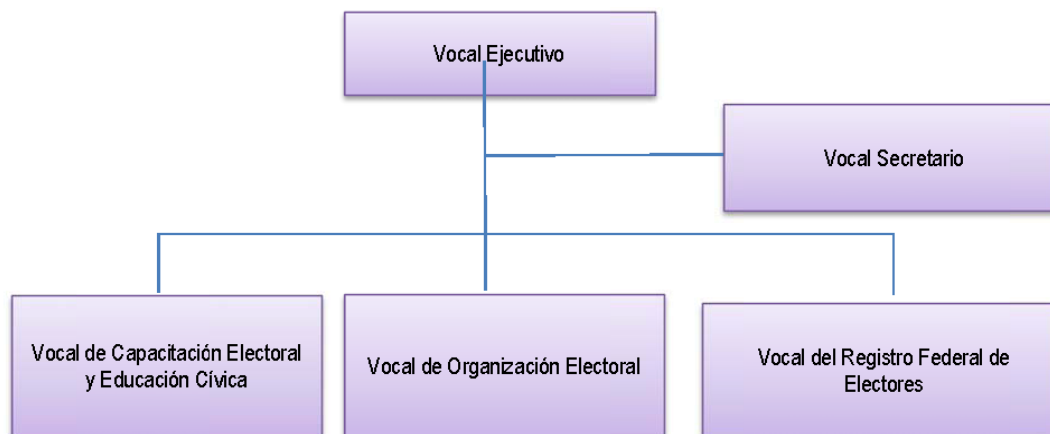 Vocal Ejecutivo
Vocal Secretario
Vocal de Capacitación Electoral
y Educación Cívica
Vocal de Organización Electoral
Vocal del Registro Federal de
Electores